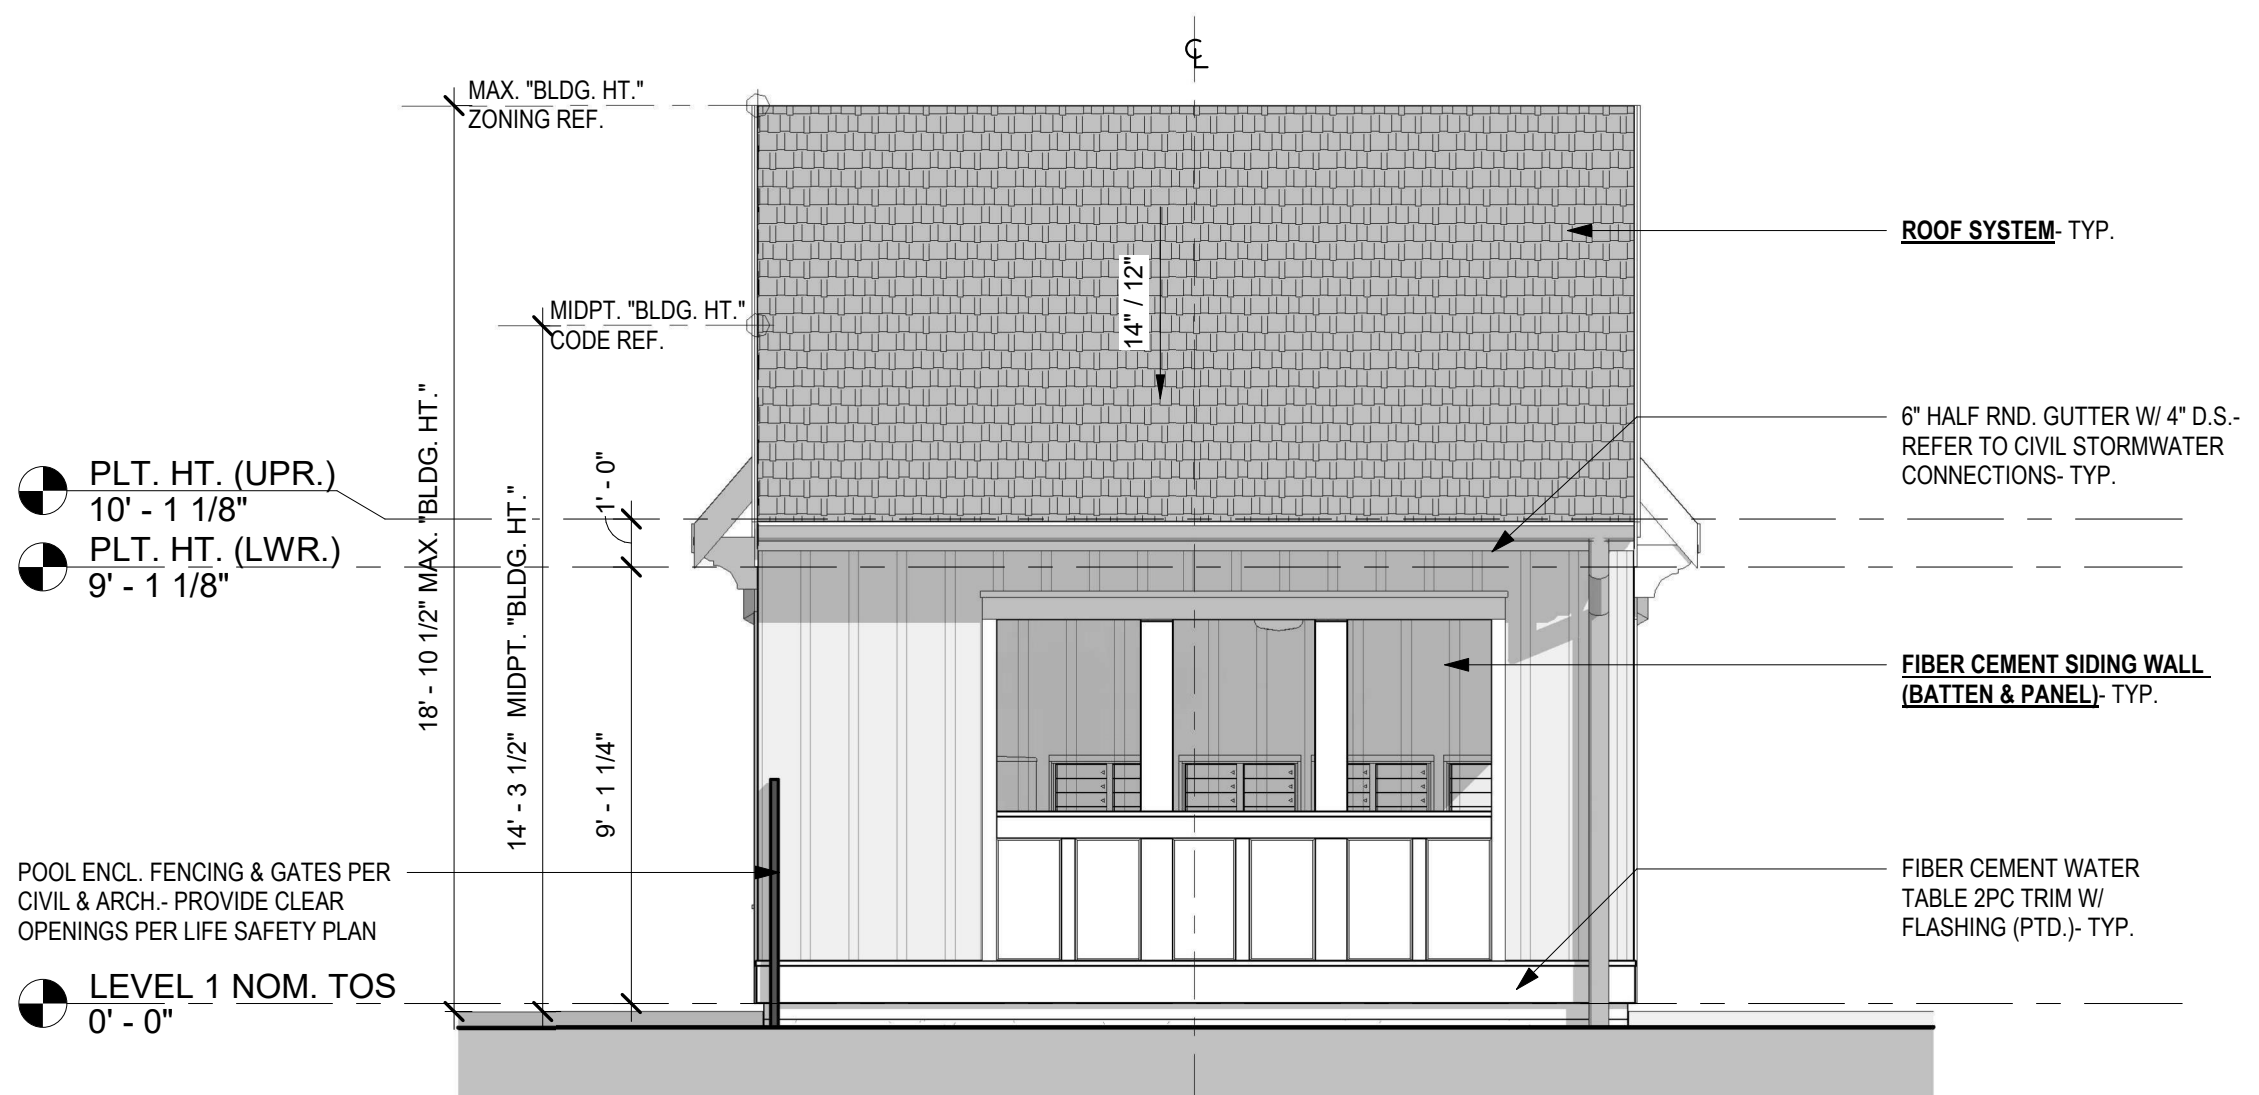 ℄
MAX. "BLDG. HT."
ZONING REF.
ROOF SYSTEM- TYP.
14" / 12"
MIDPT. "BLDG. HT."
CODE REF.
6" HALF RND. GUTTER W/ 4" D.S.-
REFER TO CIVIL STORMWATER
CONNECTIONS- TYP.
PLT. HT. (UPR.)
10' - 1 1/8"
PLT. HT. (LWR.)
9' - 1 1/8"
18' - 10 1/2" MAX. "BLDG. HT."
14' - 3 1/2" MIDPT. "BLDG. HT."
1' - 0"
9' - 1 1/4"
FIBER CEMENT SIDING WALL
(BATTEN & PANEL)- TYP.
POOL ENCL. FENCING & GATES PER
CIVIL & ARCH.- PROVIDE CLEAR
OPENINGS PER LIFE SAFETY PLAN
FIBER CEMENT WATER
TABLE 2PC TRIM W/
FLASHING (PTD.)- TYP.
LEVEL 1 NOM. TOS
0' - 0"